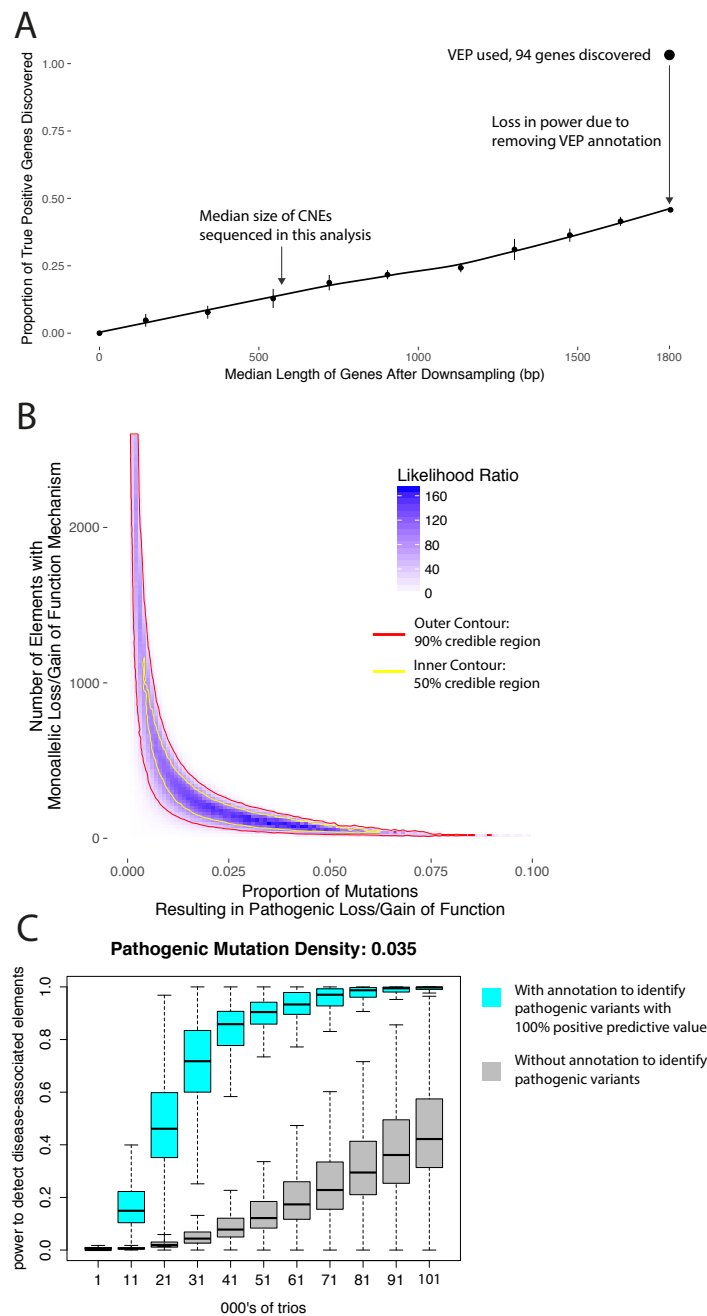 A
VEP used, 94 genes discovered
Loss in power due to
removing VEP annotation
Median size of CNEs
sequenced in this analysis
Proportion of True Positive Genes Discovered
1.00
0.75
0.50
0.25
0.00
0 500 1000 1500 1800
Median Length of Genes After Downsampling (bp)
B
Number of Elements with
Monoallelic Loss/Gain of Function Mechanism
2000
1000
0
Likelihood Ratio
160
120
80
40
0
Outer Contour:
90% credible region
Inner Contour:
50% credible region
0.000 0.025 0.050 0.075 0.100
Proportion of Mutations
Resulting in Pathogenic Loss/Gain of Function
C
Pathogenic Mutation Density: 0.035
power to detect disease-associated elements
1.0
0.8
0.6
0.4
0.2
0.0
1 11 21 31 41 51 61 71 81 91 101
000's of trios
With annotation to identify
pathogenic variants with
100% positive predictive value
Without annotation to identify
pathogenic variants